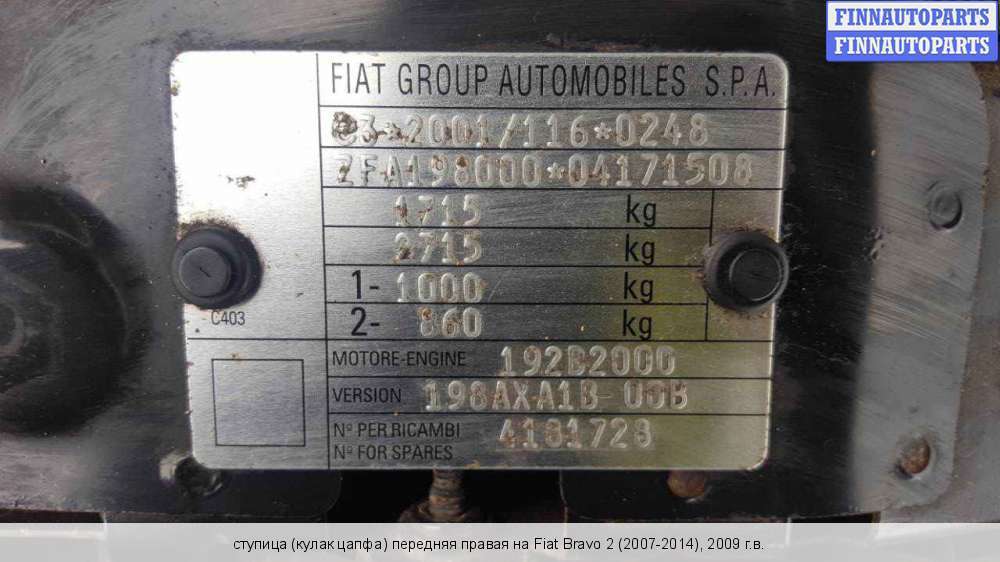 FINNAUTOPARTS
FINNAUTOPARTS
FIAT GROUP AUTOMOBILES S.P.A.
e3*2001/116*0248
ZFA198000*04171508
1715 kg
2715 kg
1- 1000 kg
2- 860 kg
C403
MOTORE-ENGINE 192B2000
VERSION 198AXA1B 00B
Nº PER RICAMBI 4181728
Nº FOR SPARES
ступица (кулак цапфа) передняя правая на Fiat Bravo 2 (2007-2014), 2009 г.в.